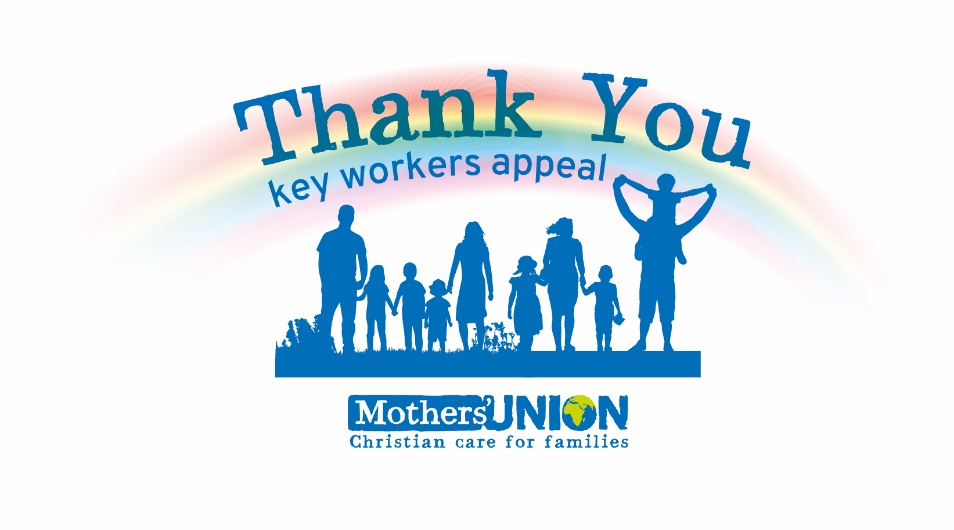 Thank You
key workers appeal
Mothers' UNION
Christian care for families